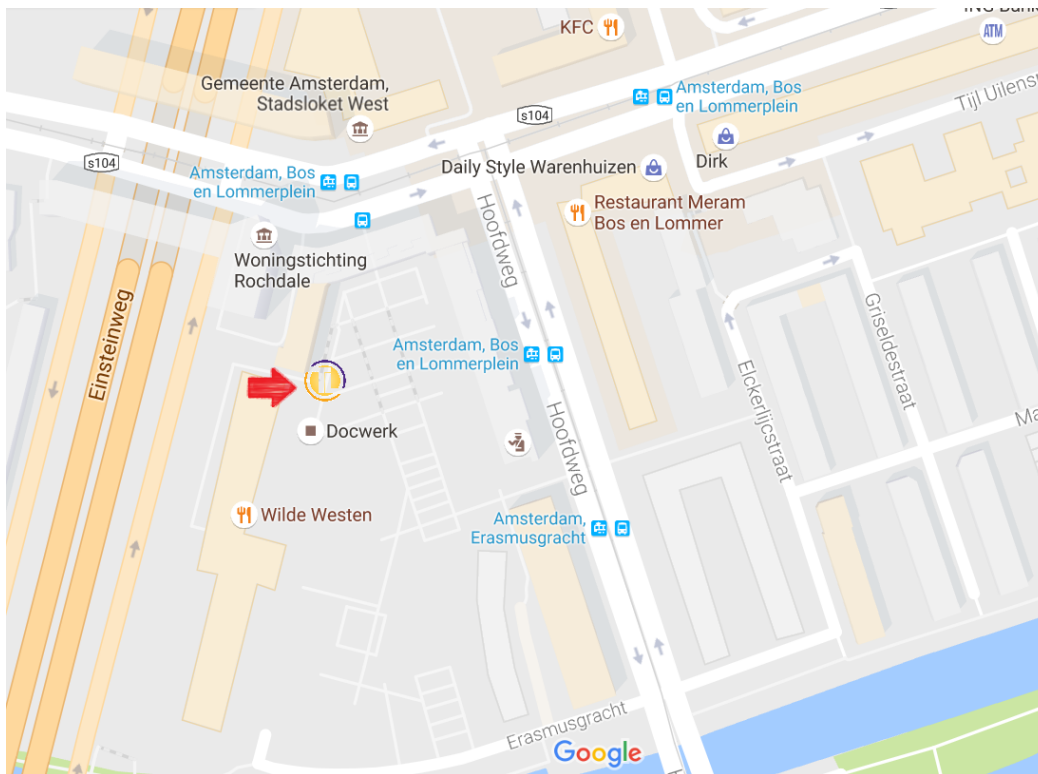 ING Bank
KFC
ATM
Gemeente Amsterdam,
Stadsloket West
Amsterdam, Bos
en Lommerplein
Tijl Uilens
s104
Dirk
s104
Daily Style Warenhuizen
Amsterdam, Bos
en Lommerplein
Restaurant Meram
Bos en Lommer
Hoofdweg
Woningstichting
Rochdale
Einsteinweg
Griseldestraat
Amsterdam, Bos
en Lommerplein
Elckerlijcstraat
Ma
Docwerk
Hoofdweg
Wilde Westen
Amsterdam,
Erasmusgracht
Erasmusgracht
Google